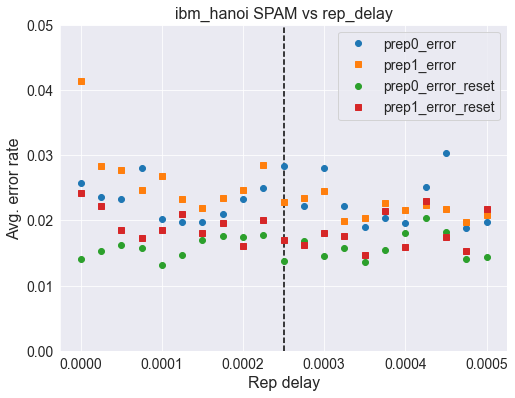 ibm_hanoi SPAM vs rep_delay
0.05
0.04
0.03
0.02
0.01
0.00
Avg. error rate
prep0_error
prep1_error
prep0_error_reset
prep1_error_reset
0.0000 0.0001 0.0002 0.0003 0.0004 0.0005
Rep delay